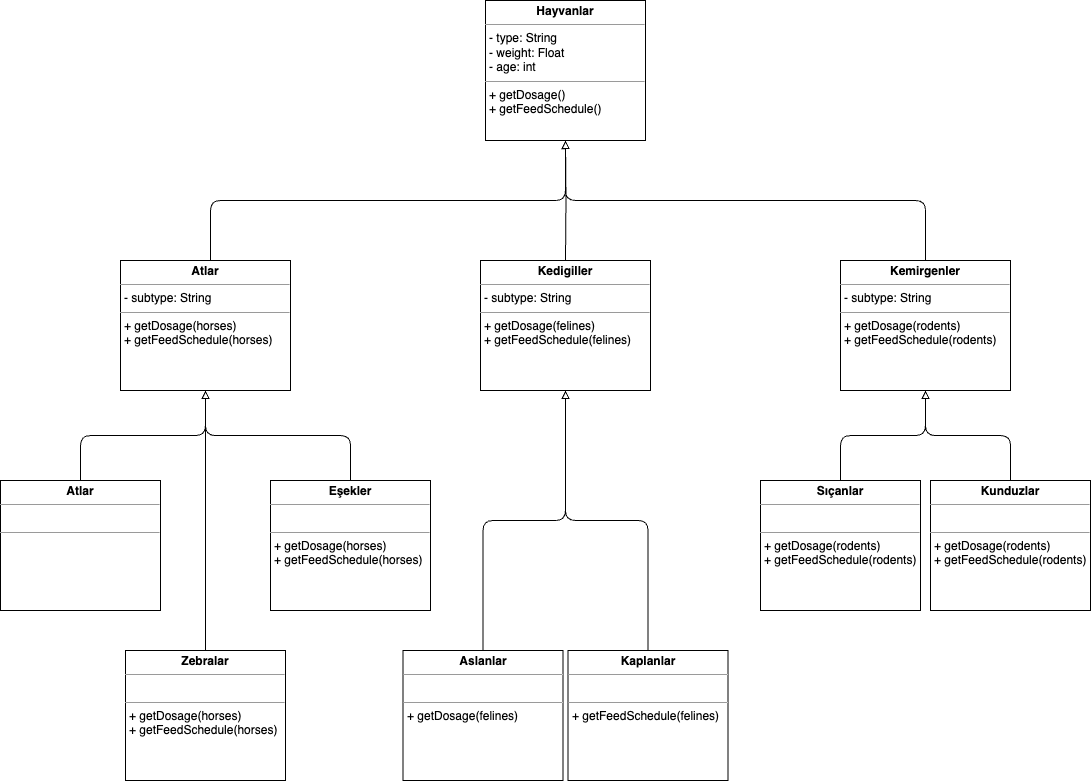 Hayvanlar
- type: String
- weight: Float
- age: int
+ getDosage()
+ getFeedSchedule()
Atlar
- subtype: String
+ getDosage(horses)
+ getFeedSchedule(horses)
Kedigiller
- subtype: String
+ getDosage(felines)
+ getFeedSchedule(felines)
Kemirgenler
- subtype: String
+ getDosage(rodents)
+ getFeedSchedule(rodents)
Atlar
Eşekler
+ getDosage(horses)
+ getFeedSchedule(horses)
Sıçanlar
+ getDosage(rodents)
+ getFeedSchedule(rodents)
Kunduzlar
+ getDosage(rodents)
+ getFeedSchedule(rodents)
Zebralar
+ getDosage(horses)
+ getFeedSchedule(horses)
Aslanlar
+ getDosage(felines)
Kaplanlar
+ getFeedSchedule(felines)